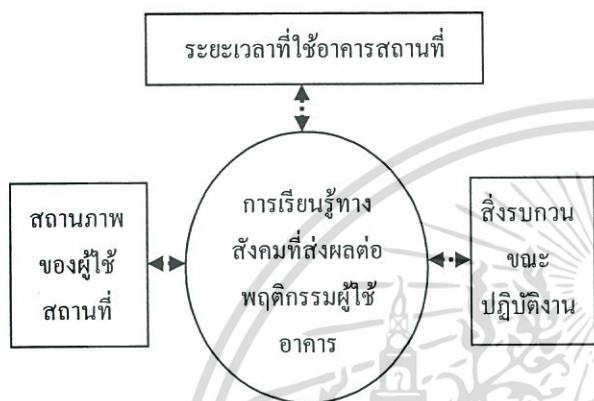 ระยะเวลาที่ใช้อาคารสถานที่
สถานภาพ
ของผู้ใช้
สถานที่
การเรียนรู้ทาง
สังคมที่ส่งผลต่อ
พฤติกรรมผู้ใช้
อาคาร
สิ่งรบกวน
ขณะ
ปฏิบัติงาน